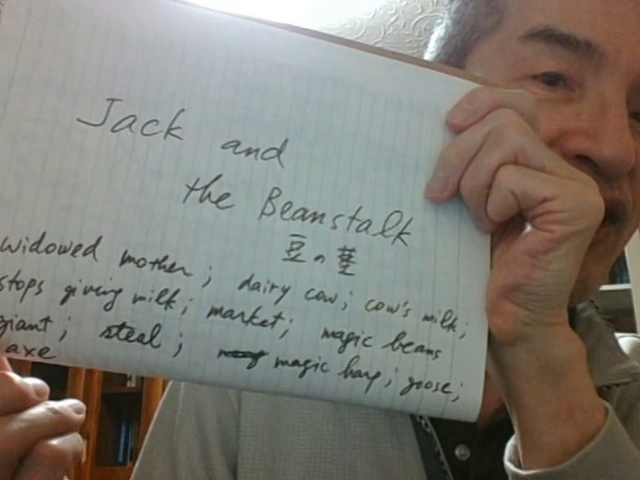 Jack and
the Beanstalk
豆の茎
widowed mother; dairy cow; cow's milk;
stops giving milk; market; magic beans
giant; steal; magic harp; goose;
axe